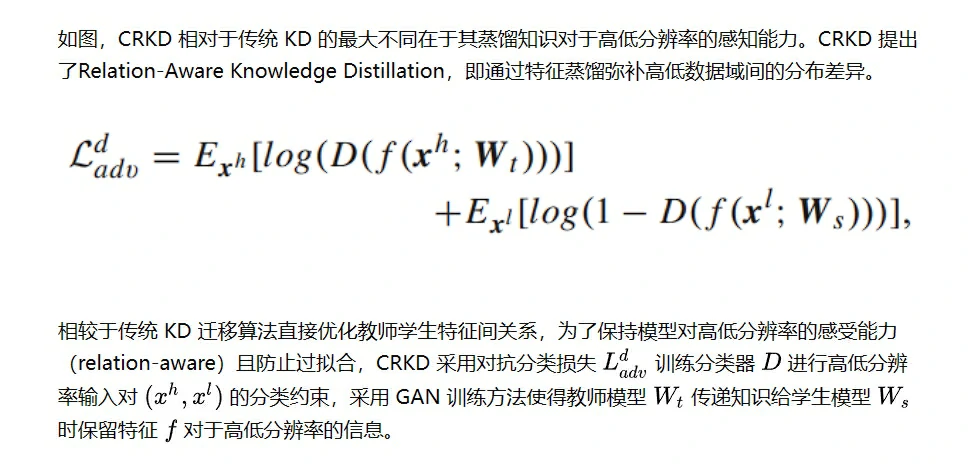 如图，CRKD 相对于传统 KD 的最大不同在于其蒸馏知识对于高低分辨率的感知能力。CRKD 提出
了Relation-Aware Knowledge Distillation，即通过特征蒸馏弥补高低数据域间的分布差异。
$\mathcal{L}_{adv}^{d} = E_{\boldsymbol{x}^h}[log(D(f(\boldsymbol{x}^h; \boldsymbol{W}_t)))]$
$+E_{\boldsymbol{x}^l}[log(1 - D(f(\boldsymbol{x}^l; \boldsymbol{W}_s)))],$
相较于传统 KD 迁移算法直接优化教师学生特征间关系，为了保持模型对高低分辨率的感受能力
（relation-aware）且防止过拟合，CRKD 采用对抗分类损失 $L_{adv}^{d}$ 训练分类器 $D$ 进行高低分辨
率输入对 $(x^h, x^l)$ 的分类约束，采用 GAN 训练方法使得教师模型 $W_t$ 传递知识给学生模型 $W_s$
时保留特征 $f$ 对于高低分辨率的信息。